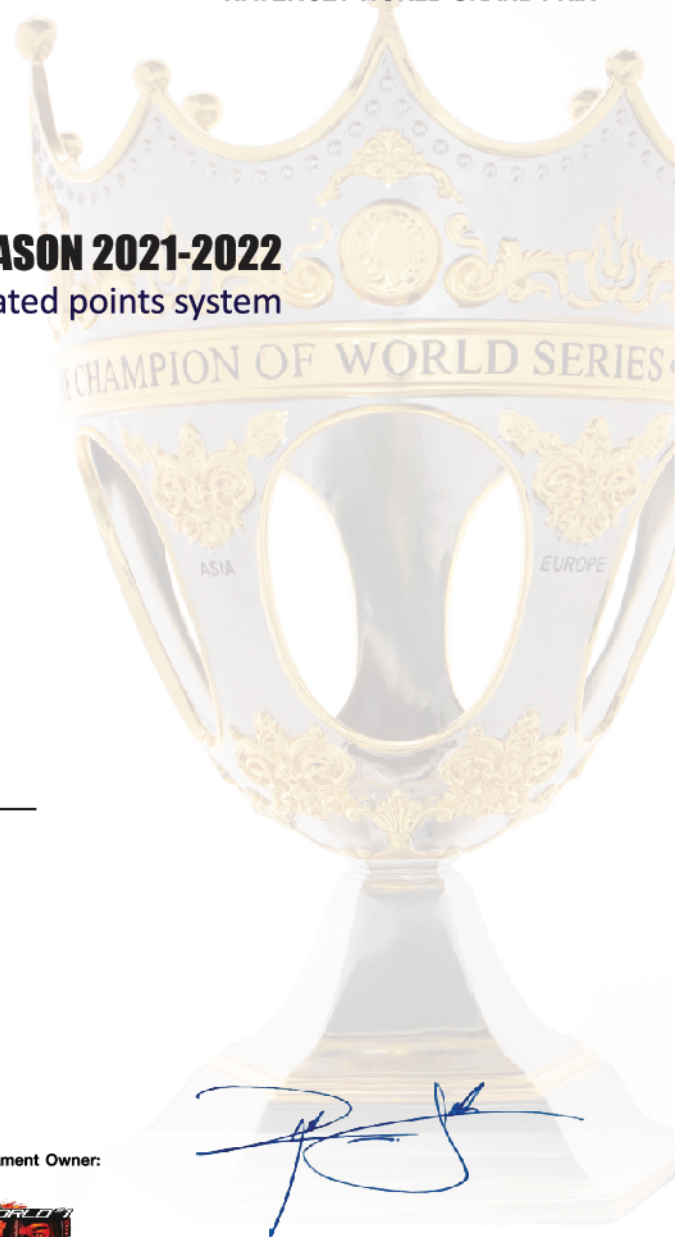 ASON 2021-2022
ated points system
CHAMPION OF WORLD SERIES
ASIA
EUROPE
ment Owner: